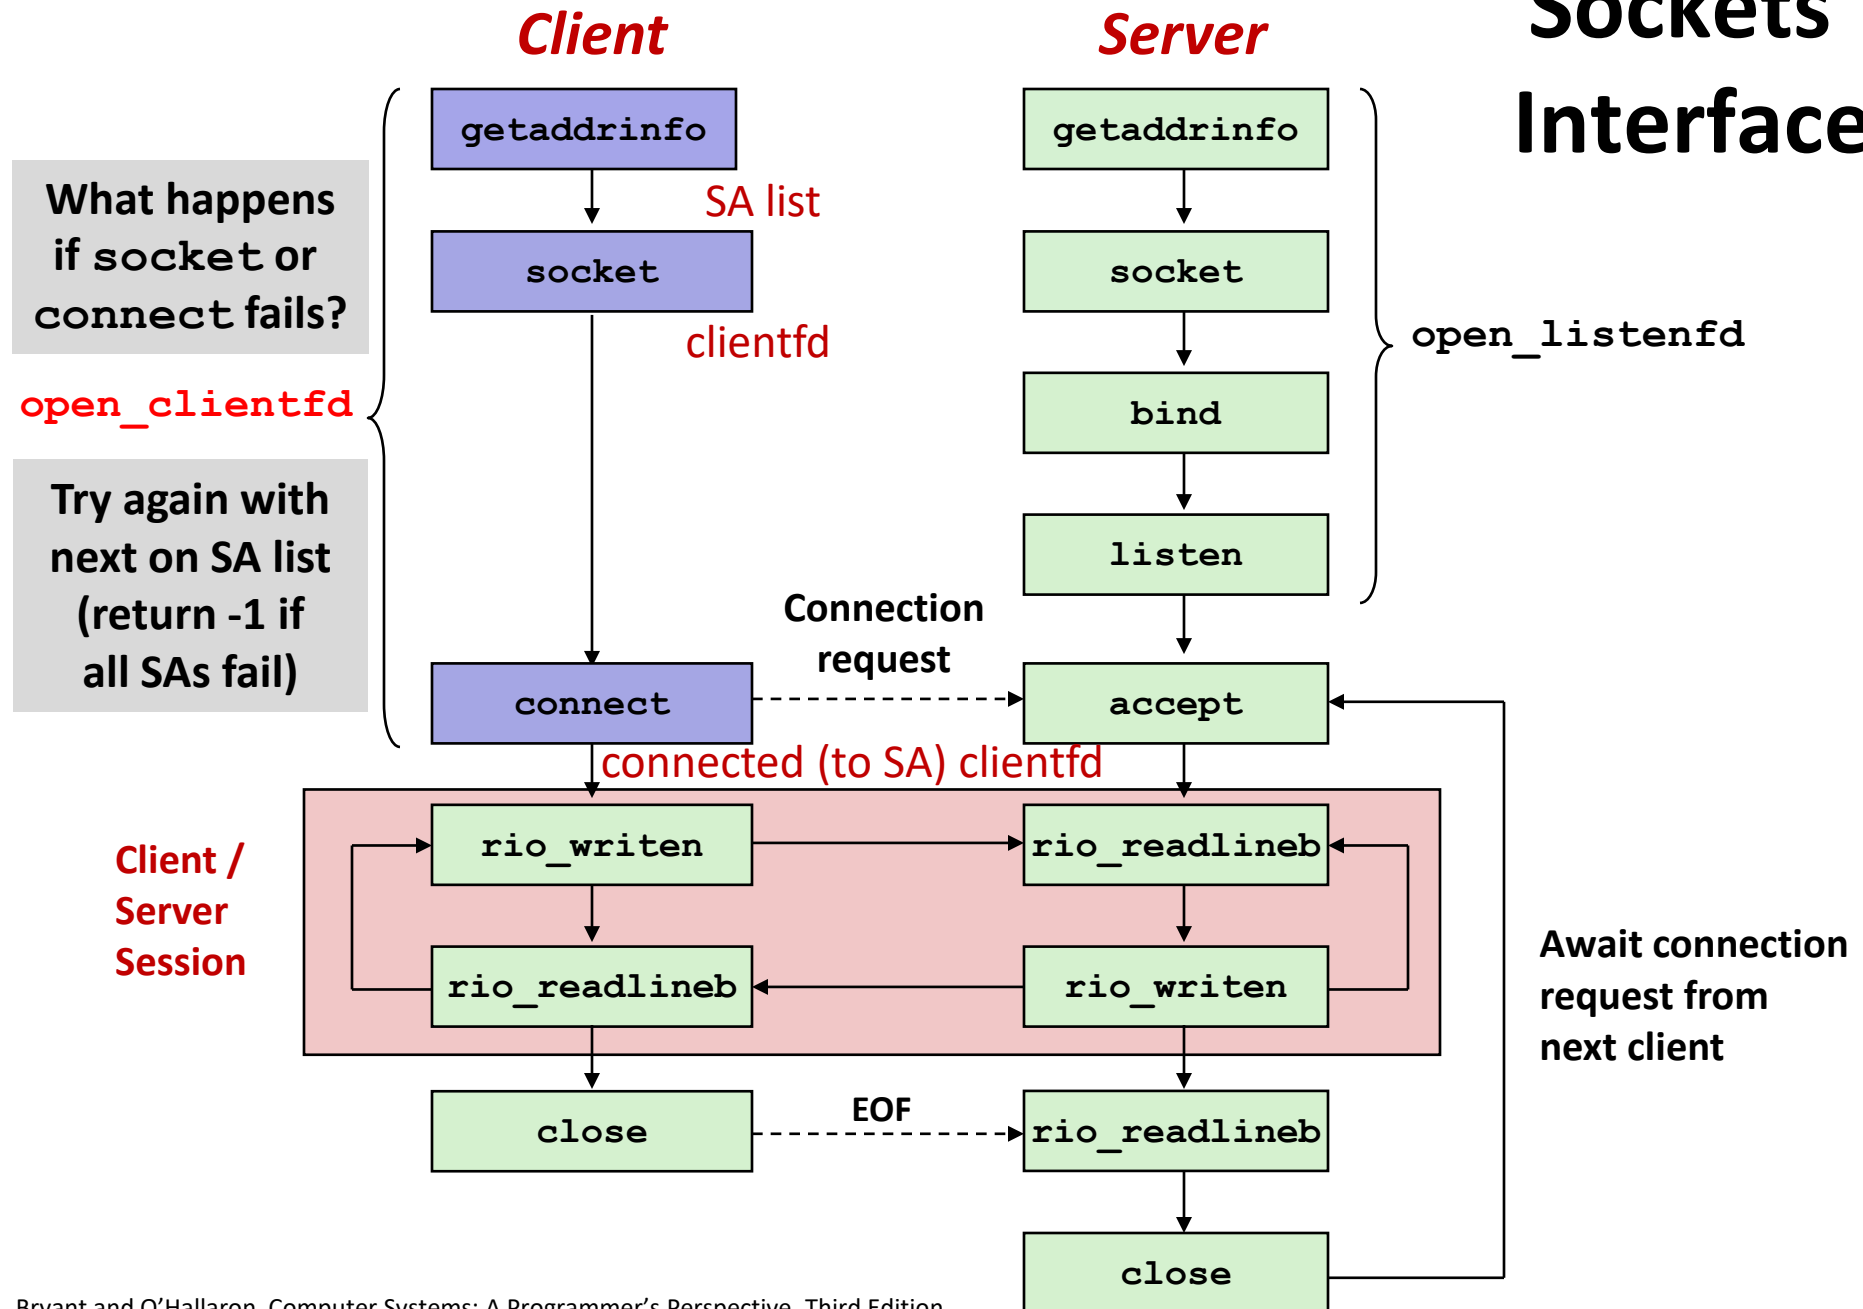 Sockets
Interface
Client
Server
getaddrinfo
getaddrinfo
What happens
if socket or
connect fails?
SA list
socket
socket
clientfd
open_listenfd
open_clientfd
bind
Try again with
next on SA list
(return -1 if
all SAs fail)
listen
Connection
request
connect
accept
connected (to SA) clientfd
Client /
Server
Session
rio_writen
rio_readlineb
rio_readlineb
rio_writen
Await connection
request from
next client
close
EOF
rio_readlineb
close
Bryant and O'Hallaron, Computer Systems: A Programmer's Perspective, Third Edition